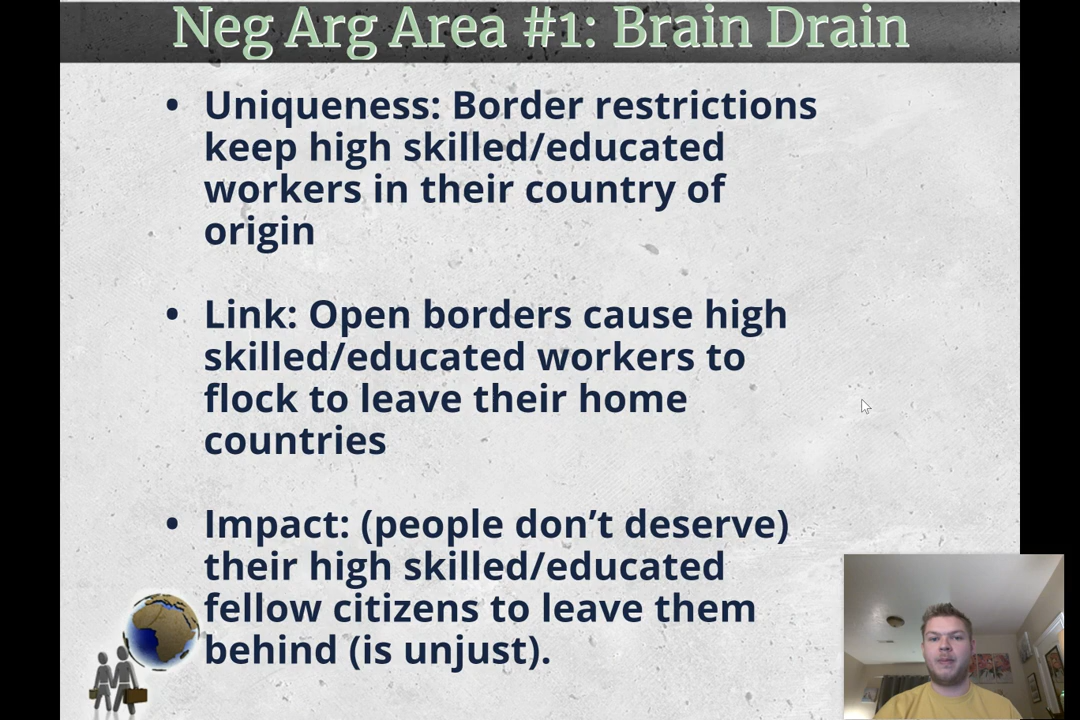 Neg Arg Area #1: Brain Drain
• Uniqueness: Border restrictions
keep high skilled/educated
workers in their country of
origin
• Link: Open borders cause high
skilled/educated workers to
flock to leave their home
countries
• Impact: (people don’t deserve)
their high skilled/educated
fellow citizens to leave them
behind (is unjust).